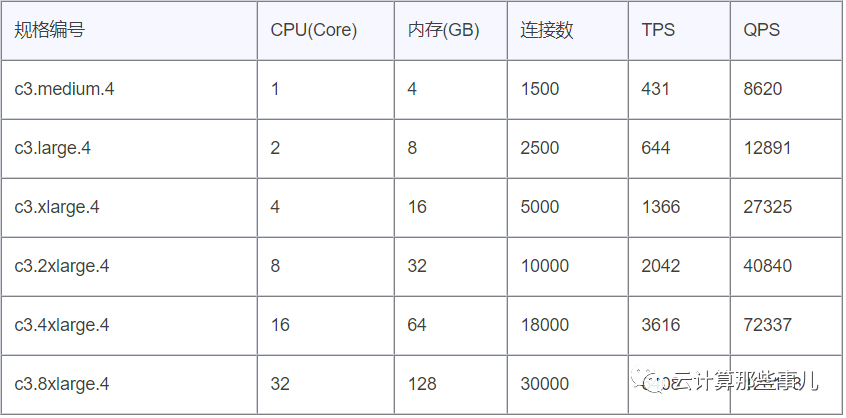 规格编号 CPU(Core) 内存(GB) 连接数 TPS QPS
c3.medium.4 1 4 1500 431 8620
c3.large.4 2 8 2500 644 12891
c3.xlarge.4 4 16 5000 1366 27325
c3.2xlarge.4 8 32 10000 2042 40840
c3.4xlarge.4 16 64 18000 3616 72337
c3.8xlarge.4 32 128 30000 云计算那些事儿